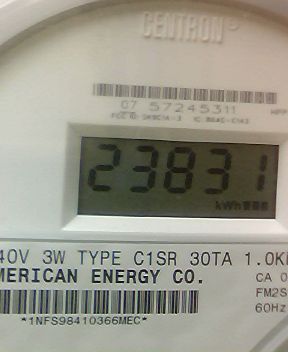 CENTRON®
07 57245311
23831
kWh
40V 3W TYPE C1SR 30TA 1.0K
MERICAN ENERGY CO.
CA 0
FM2S
60Hz
*1NFS98410366MEC*